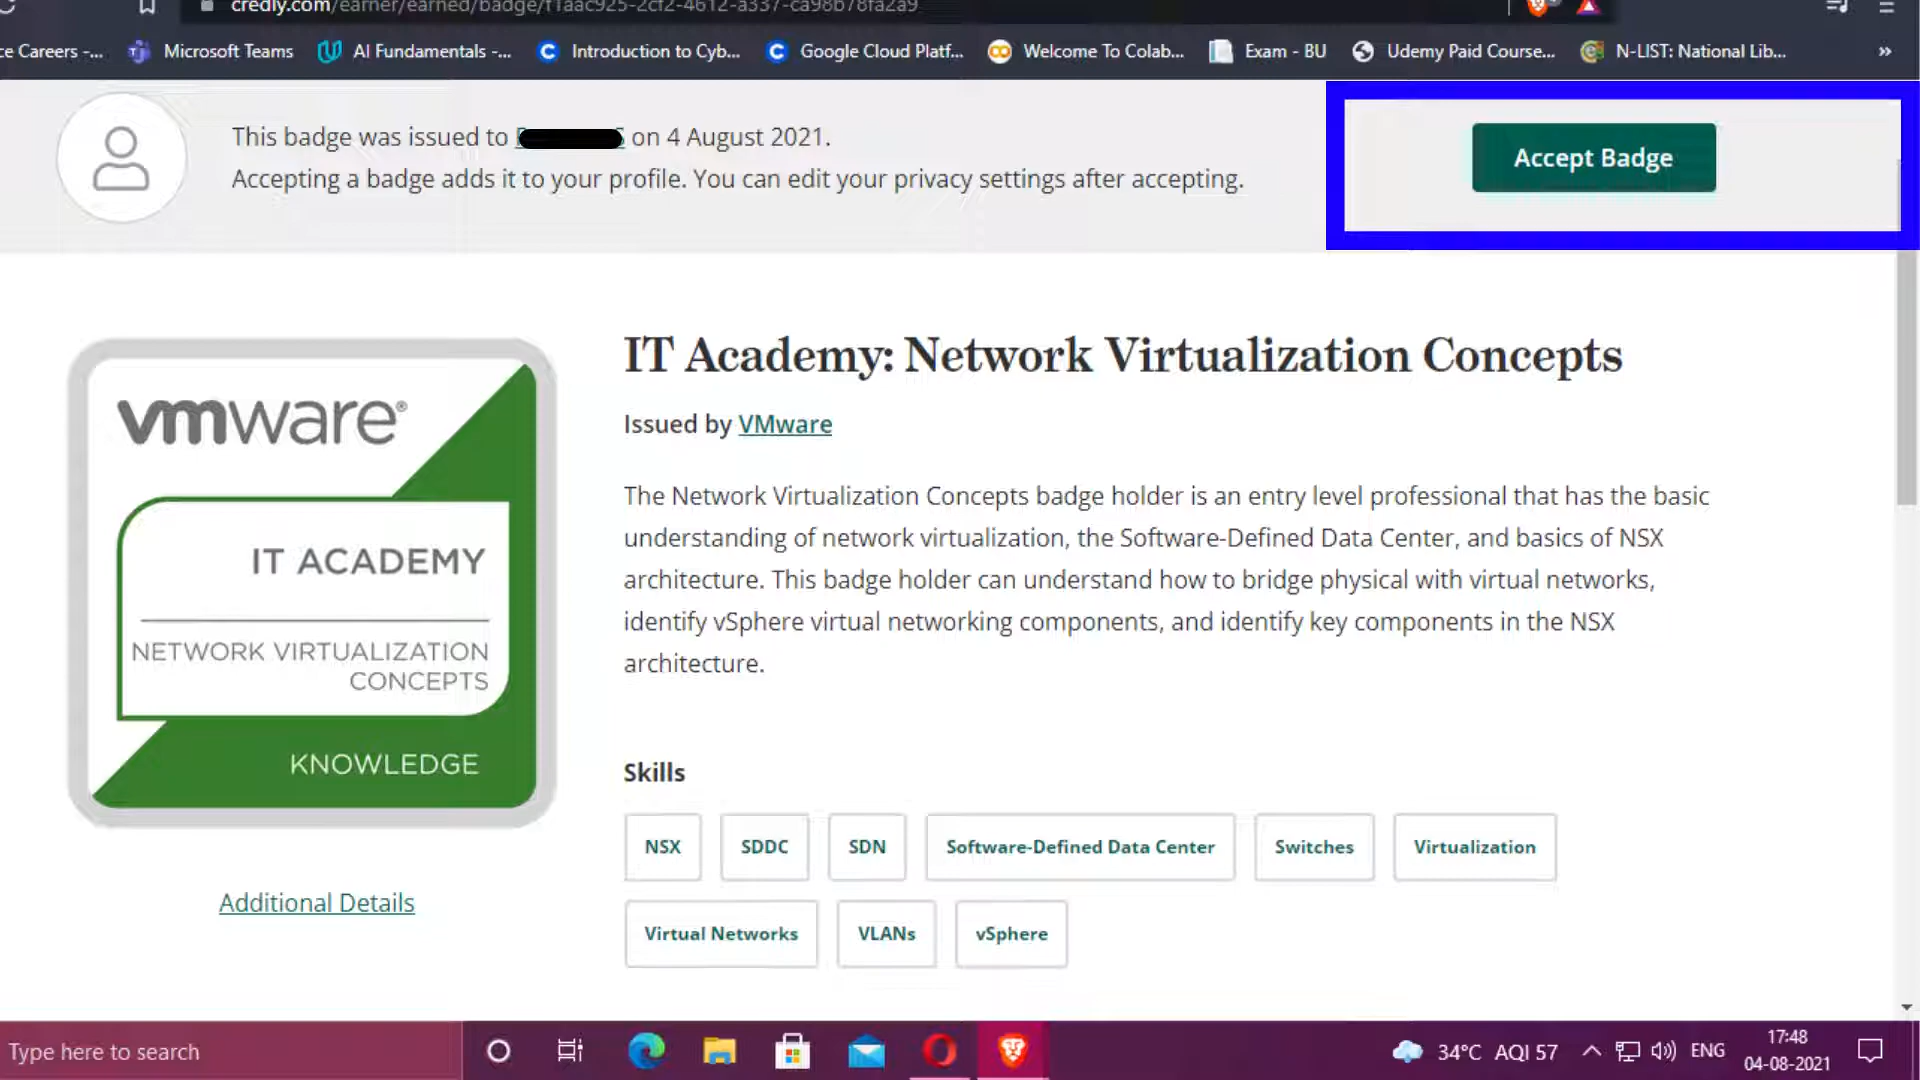 credly.com/earner/earned/badge/f1aac925-2cf2-4612-a337-ca98b78fa2a9
ce Careers -... Microsoft Teams AI Fundamentals -... Introduction to Cyb... Google Cloud Platf... Welcome To Colab... Exam - BU Udemy Paid Course... N-LIST: National Lib... »
This badge was issued to on 4 August 2021.
Accepting a badge adds it to your profile. You can edit your privacy settings after accepting.
Accept Badge
vmware®
IT ACADEMY
NETWORK VIRTUALIZATION
CONCEPTS
KNOWLEDGE
Additional Details
IT Academy: Network Virtualization Concepts
Issued by VMware
The Network Virtualization Concepts badge holder is an entry level professional that has the basic
understanding of network virtualization, the Software-Defined Data Center, and basics of NSX
architecture. This badge holder can understand how to bridge physical with virtual networks,
identify vSphere virtual networking components, and identify key components in the NSX
architecture.
Skills
NSX SDDC SDN Software-Defined Data Center Switches Virtualization
Virtual Networks VLANs vSphere
Type here to search
34°C AQI 57 ENG
17:48
04-08-2021